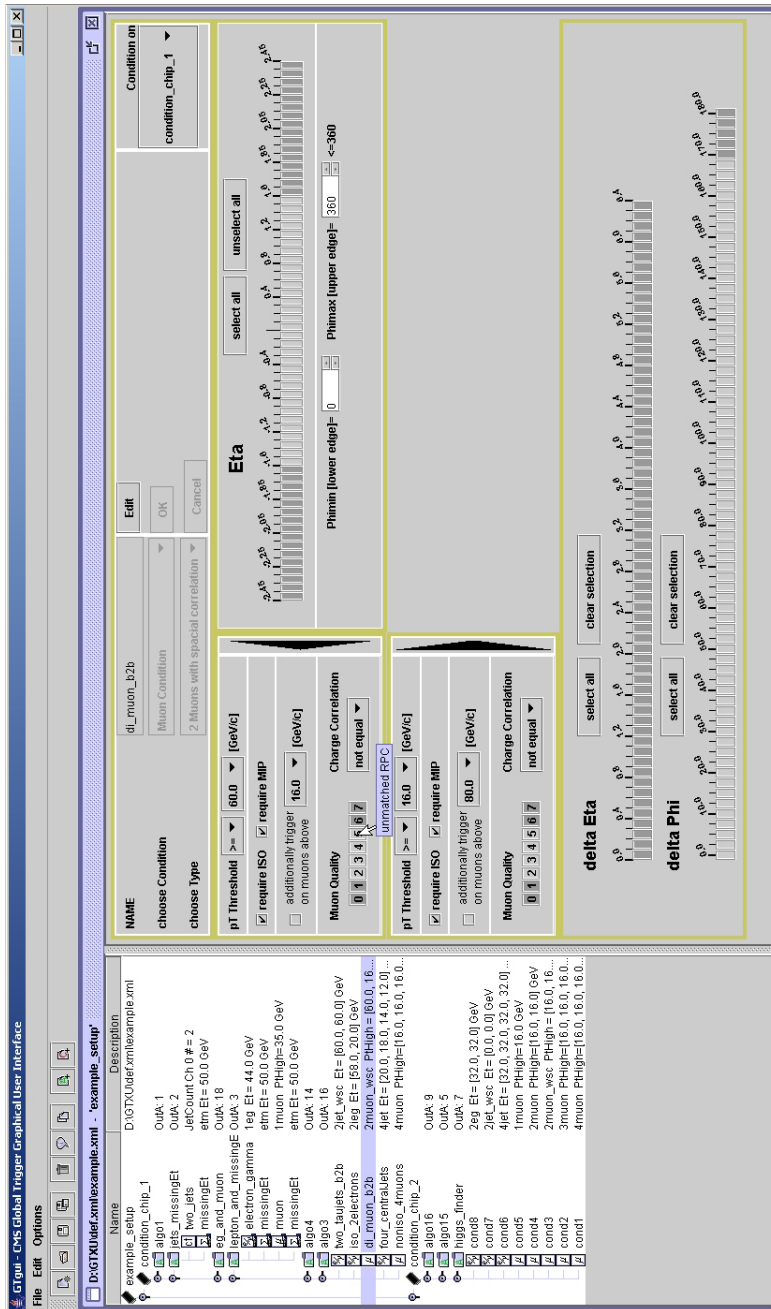 GTgui - CMS Global Trigger Graphical User Interface
File Edit Options
D:\GTXU\def.xml\example.xml - 'example_setup'
Name Description
example_setup D:\GTXU\def.xml\example.xml
condition_chip_1
algo1 OutA: 1
jets_missingEt OutA: 2
two_jets JetCount Ch 0 # = 2
missingEt etm Et = 50.0 GeV
eg_and_muon OutA: 18
lepton_and_missingE OutA: 3
electron_gamma 1eg Et = 44.0 GeV
missingEt etm Et = 50.0 GeV
muon 1muon PtHigh=35.0 GeV
missingEt etm Et = 50.0 GeV
algo4 OutA: 14
algo3 OutA: 16
two_taujets_b2b 2jet_wsc Et = [60.0, 60.0] GeV
iso_2electrons 2ieg Et = [58.0, 20.0] GeV
di_muon_b2b 2muon_wsc PtHigh = [60.0, 16....
four_centralJets 4jet Et = [20.0, 18.0, 14.0, 12.0]...
noniso_4muons 4muon PtHigh=[16.0, 16.0, 16.0...
condition_chip_2
algo16 OutA: 9
algo15 OutA: 5
higgs_finder OutA: 7
cond8 2eg Et = [32.0, 32.0] GeV
cond7 2jet_wsc Et = [0.0, 0.0] GeV
cond6 4jet Et = [32.0, 32.0, 32.0, 32.0]...
cond5 1muon PtHigh=16.0 GeV
cond4 2muon PtHigh=[16.0, 16.0] GeV
cond3 2muon_wsc PtHigh = [16.0, 16....
cond2 3muon PtHigh=[16.0, 16.0, 16.0...
cond1 4muon PtHigh=[16.0, 16.0, 16.0...
NAME di_muon_b2b Edit Condition on
choose Condition Muon Condition OK condition_chip_1
choose Type 2 Muons with spacial correlation Cancel
pT Threshold >= 60.0 [GeV/c]
require ISO require MIP
additionally trigger on muons above 16.0 [GeV/c]
Muon Quality Charge Correlation
0 1 2 3 4 5 6 7 not equal
unmatched RPC
Eta select all unselect all
Phimin [lower edge]= 0 Phimax [upper edge]= 360 <=360
pT Threshold >= 16.0 [GeV/c]
require ISO require MIP
additionally trigger on muons above 80.0 [GeV/c]
Muon Quality Charge Correlation
0 1 2 3 4 5 6 7 not equal
delta Eta select all clear selection
delta Phi select all clear selection